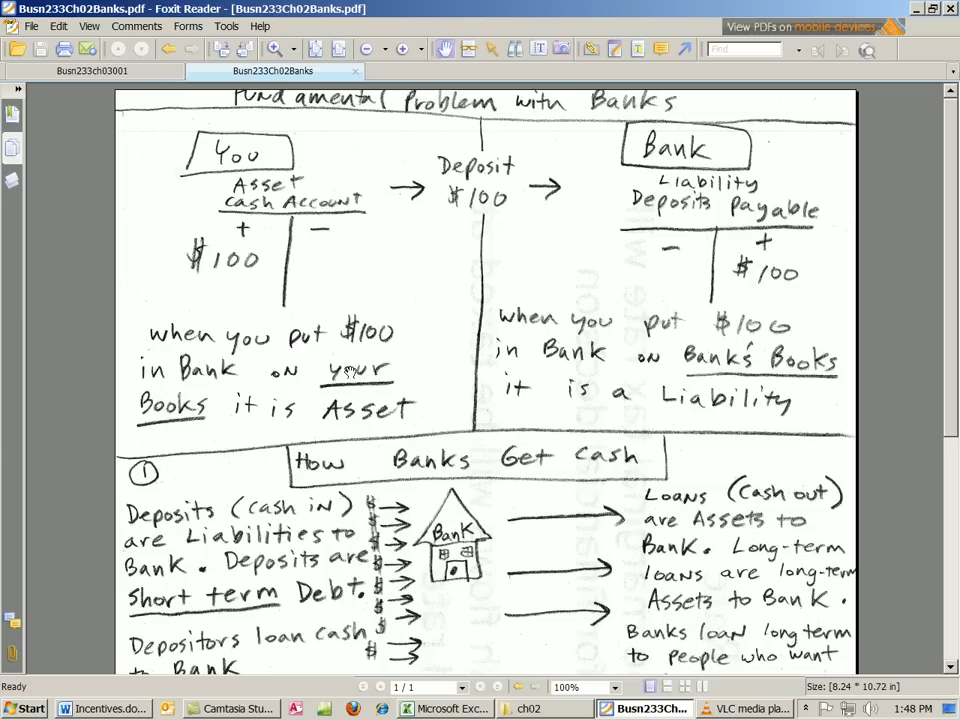 Busn233Ch02Banks.pdf - Foxit Reader - [Busn233Ch02Banks.pdf]
File Edit View Comments Forms Tools Help
View PDFs on mobile devices
Find
Busn233ch03001
Busn233Ch02Banks
Fundamental Problem with Banks
You
Asset
Cash Account
+ -
$100
Deposit
$100
Bank
Liability
Deposits Payable
- +
$100
when you put $100
in Bank on your
Books it is Asset
when you put $100
in Bank on Bank's Books
it is a Liability
1
How Banks Get Cash
Deposits (cash in)
are Liabilities to
Bank. Deposits are
short term Debt.
Depositors loan cash
to Bank
$
$
$
$
$
$
$
$
Bank
Loans (Cash out)
are Assets to
Bank. Long-term
loans are long-term
Assets to Bank.
Banks loan long term
to people who want
Ready
1 / 1
100%
Size: [8.24 * 10.72 in]
Start
Incentives.do...
Camtasia Stu...
Microsoft Exc...
ch02
Busn233Ch...
VLC media pla...
1:48 PM